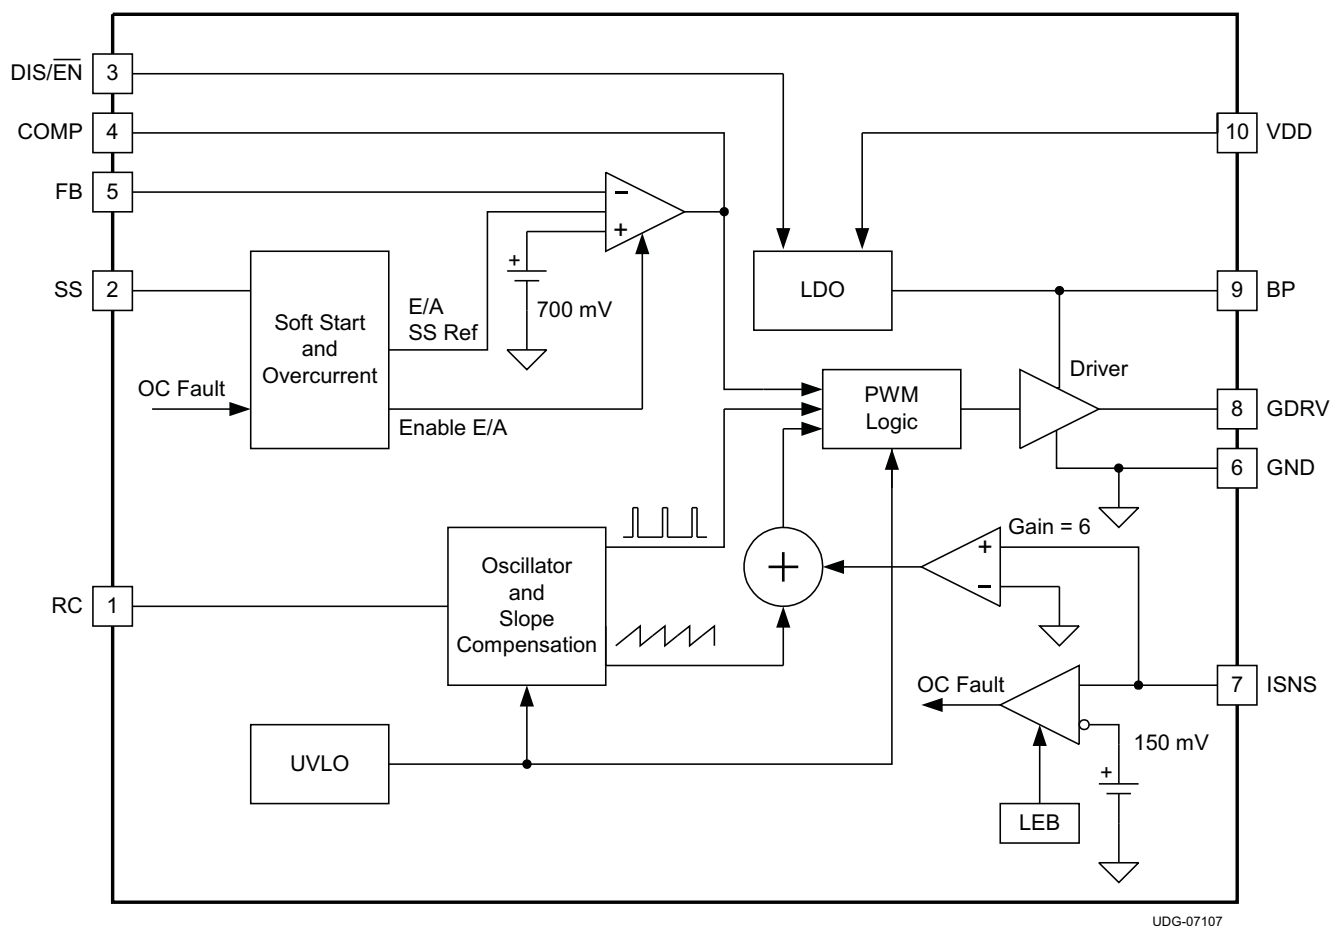 DIS/EN
3
COMP
4
FB
5
SS
2
RC
1
10
VDD
9
BP
8
GDRV
6
GND
7
ISNS
−
+
+
700 mV
Soft Start
and
Overcurrent
E/A
SS Ref
OC Fault
Enable E/A
LDO
Driver
PWM
Logic
Gain = 6
+
−
+
Oscillator
and
Slope
Compensation
UVLO
OC Fault
150 mV
+
LEB
UDG-07107